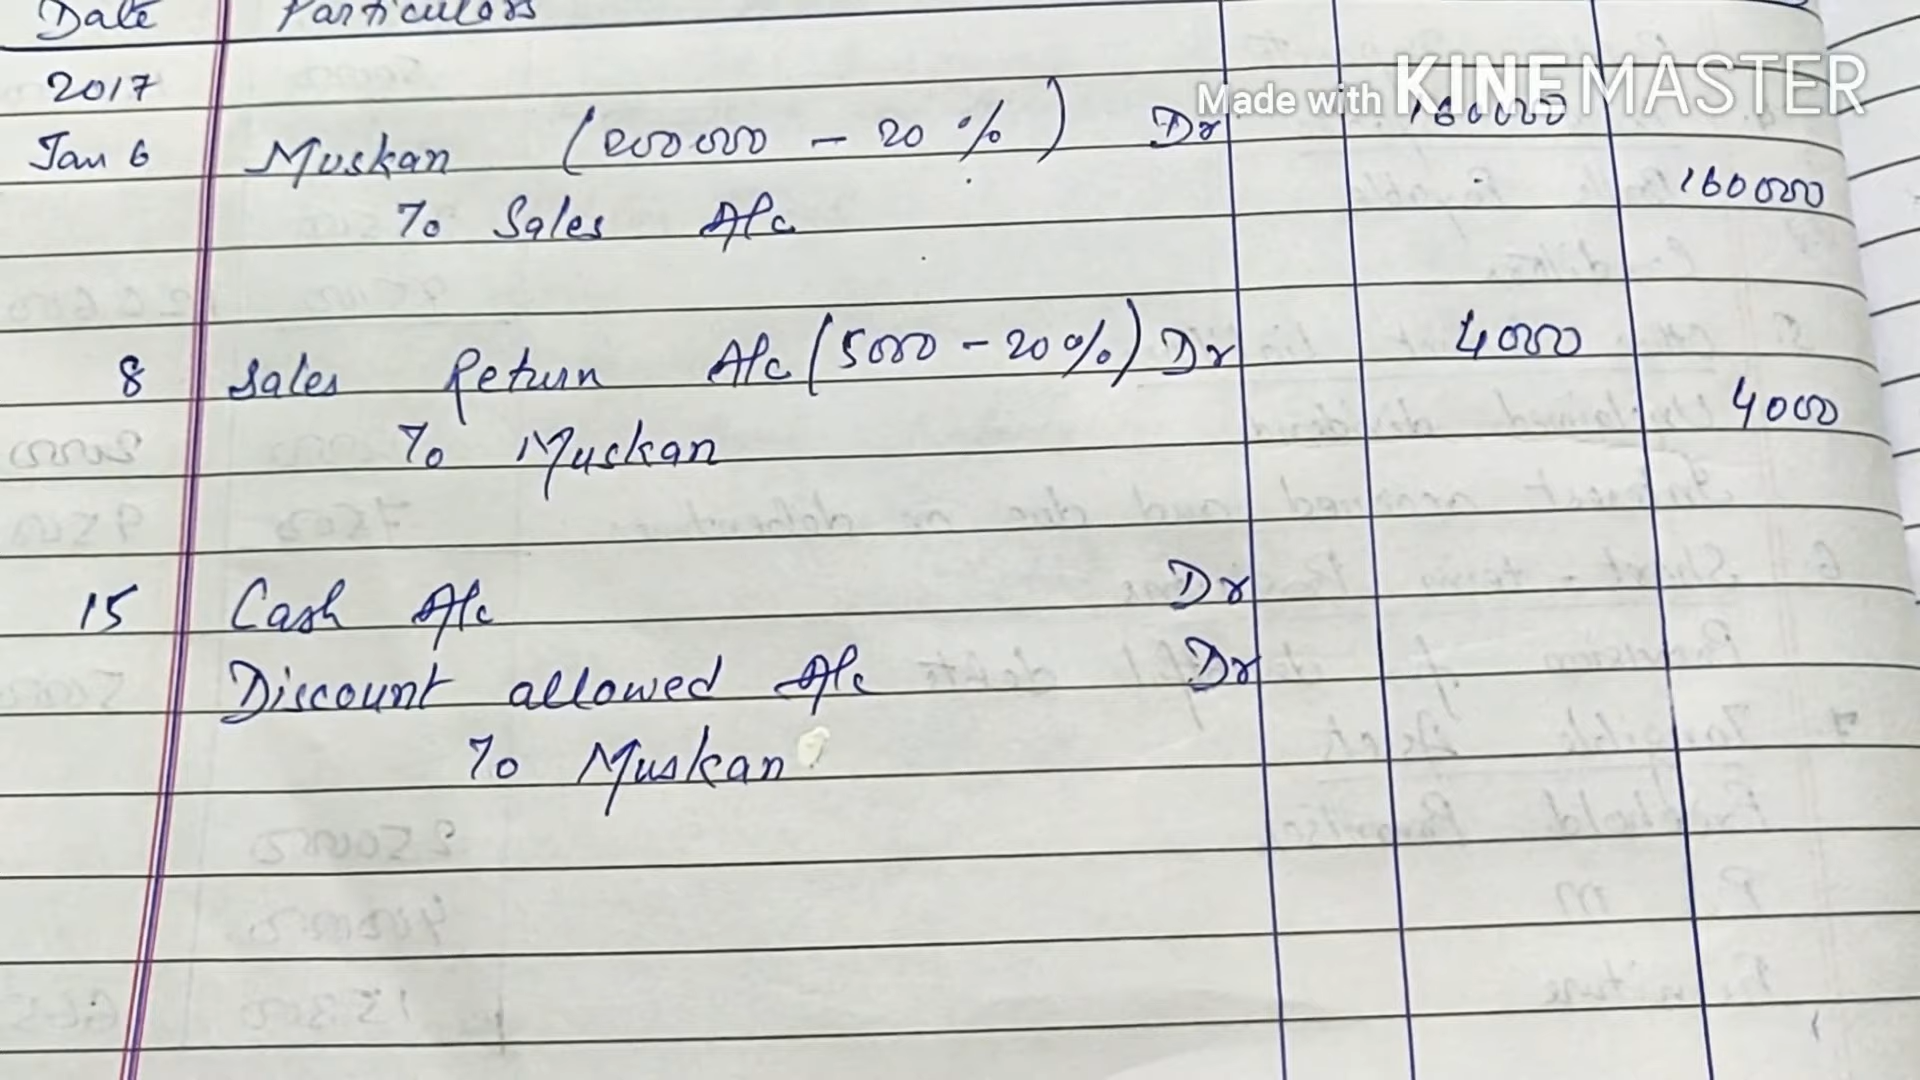 Date Particulars
2017
Made with KINEMASTER
Jan 6 Muskan (200000 - 20 %) Dr 160000
To Sales A/c 160000
8 Sales Return A/c (5000 - 20%) Dr 4000
To Muskan 4000
15 Cash A/c Dr
Discount allowed A/c Dr
To Muskan